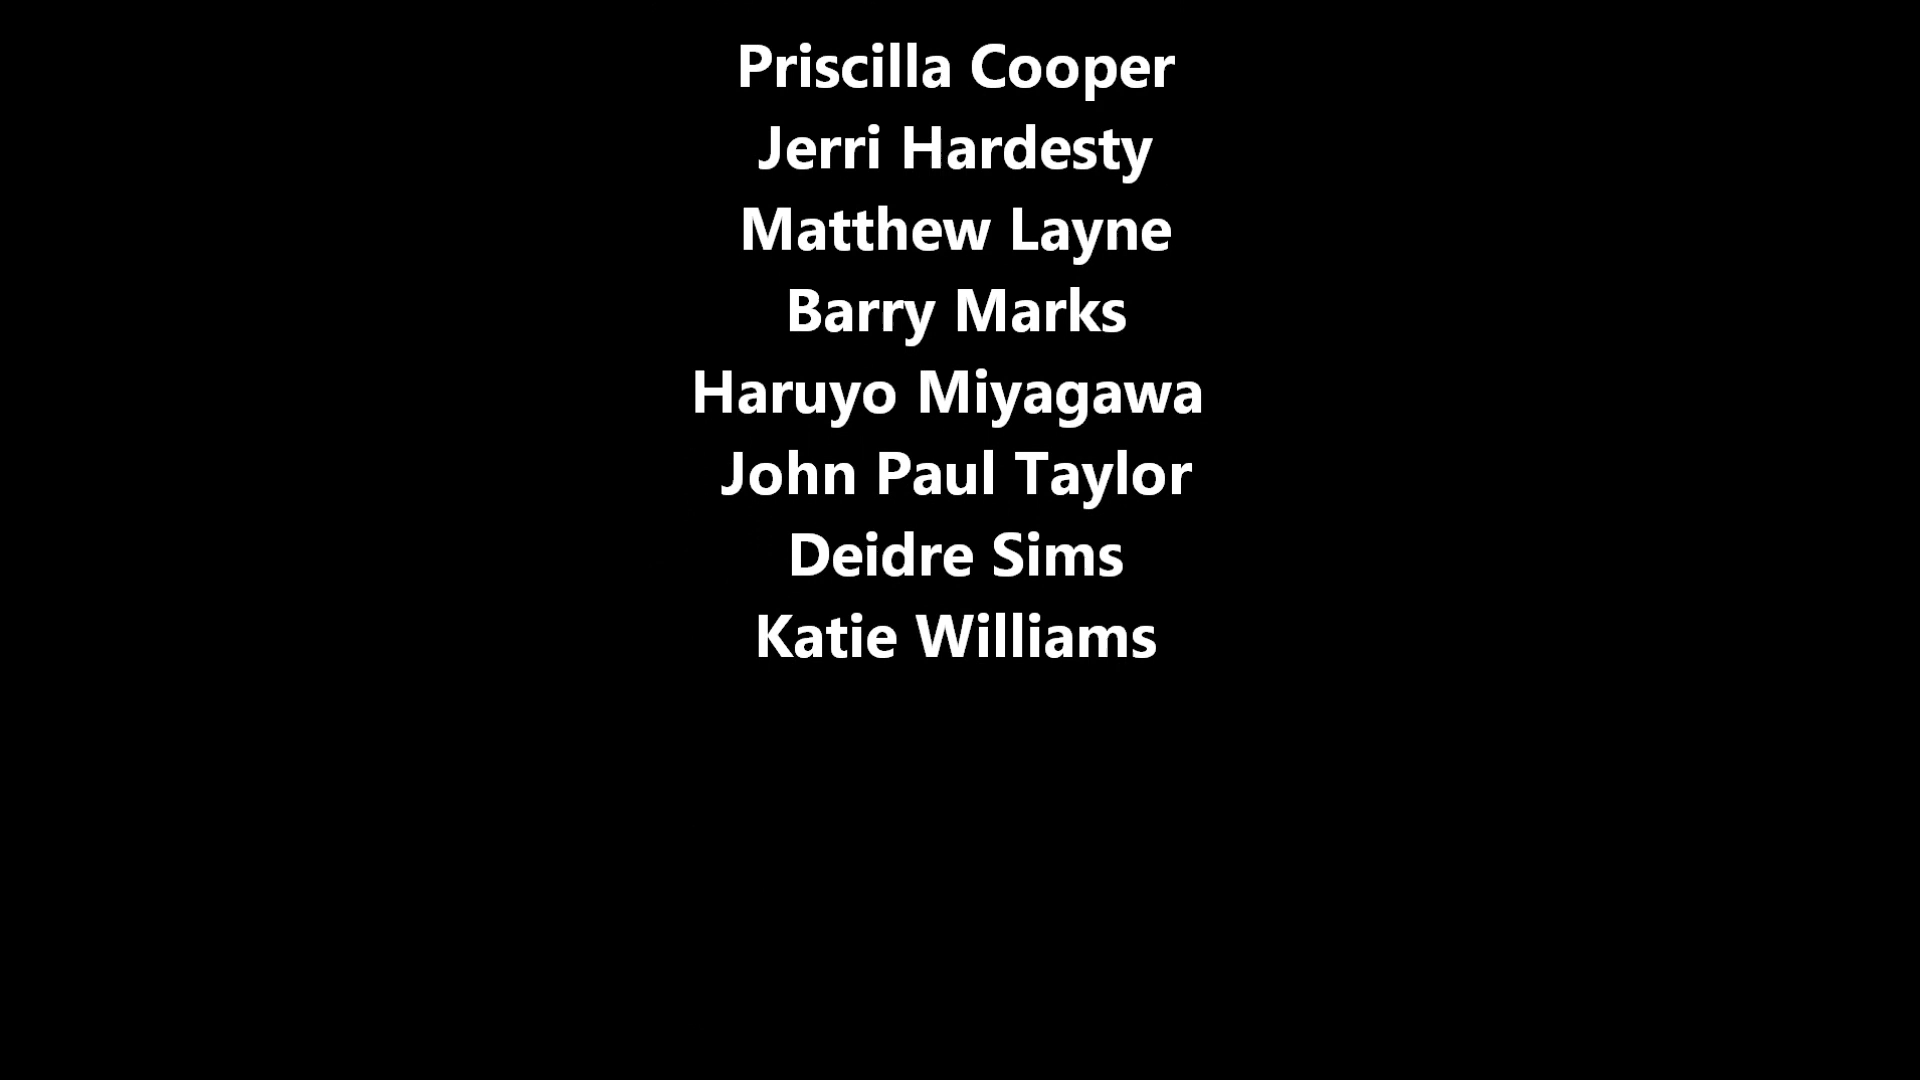 Priscilla Cooper
Jerri Hardesty
Matthew Layne
Barry Marks
Haruyo Miyagawa
John Paul Taylor
Deidre Sims
Katie Williams